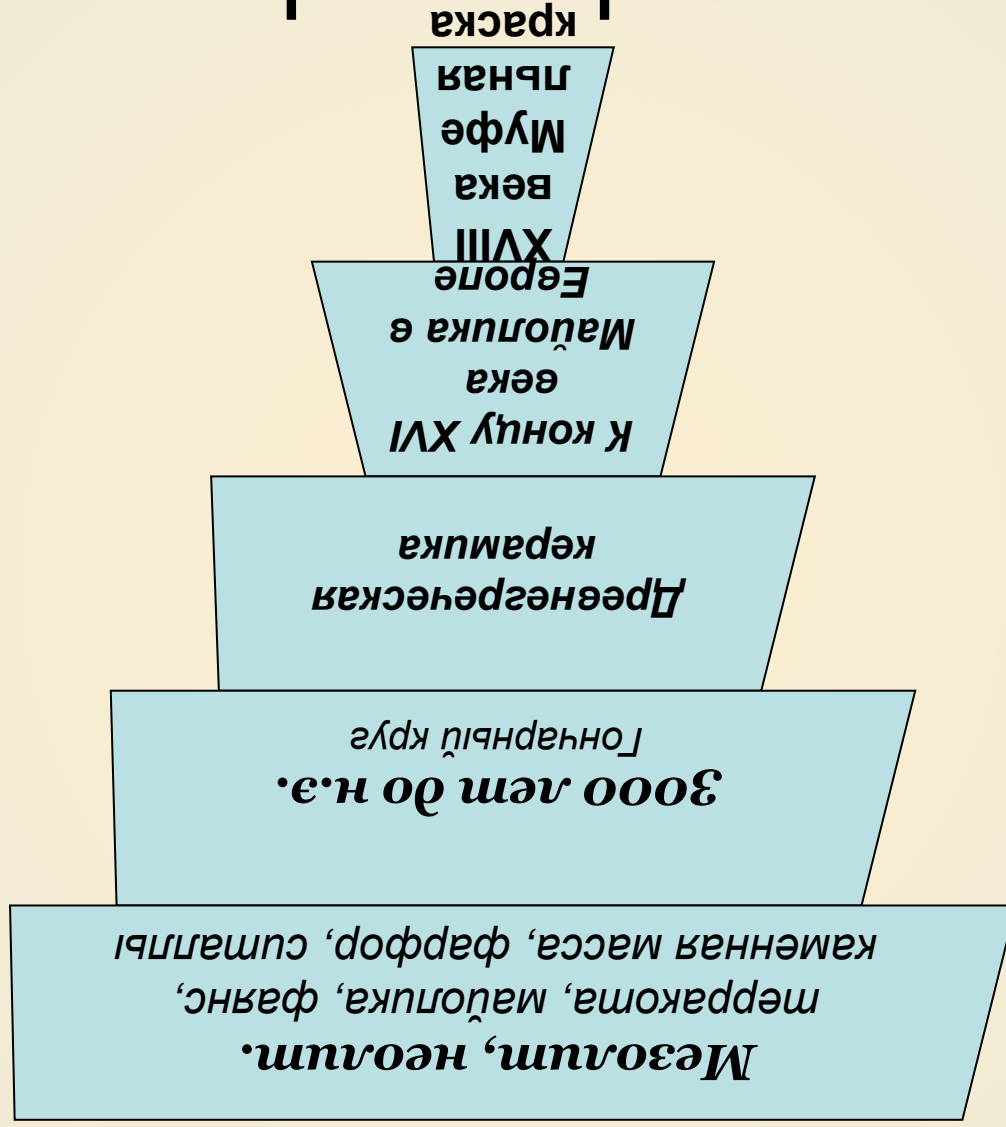 Мезолит, неолит.
терракота, майолика, фаянс,
каменная масса, фарфор, ситаллы
3000 лет до н.э.
Гончарный круг
Древнегреческая
керамика
К концу XVI
века
Майолика в
Европе
XVIII
века
Муфе
льная
краска